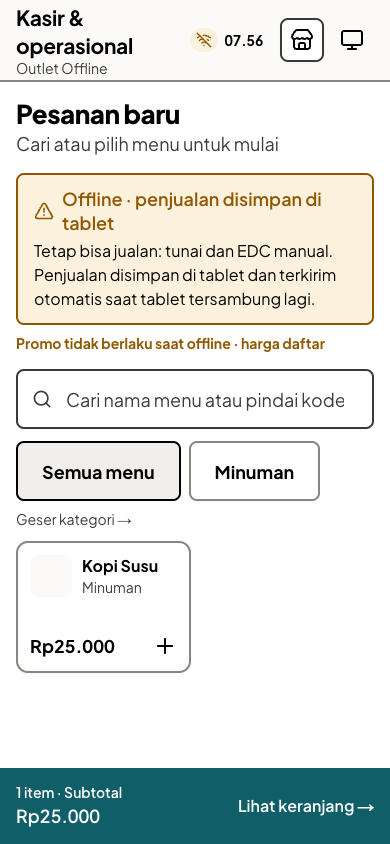 Kasir &
operasional
Outlet Offline
07.56
Pesanan baru
Cari atau pilih menu untuk mulai
Offline · penjualan disimpan di
tablet
Tetap bisa jualan: tunai dan EDC manual.
Penjualan disimpan di tablet dan terkirim
otomatis saat tablet tersambung lagi.
Promo tidak berlaku saat offline · harga daftar
Cari nama menu atau pindai kode
Semua menu
Minuman
Geser kategori →
Kopi Susu
Minuman
Rp25.000
1 item · Subtotal
Rp25.000
Lihat keranjang →